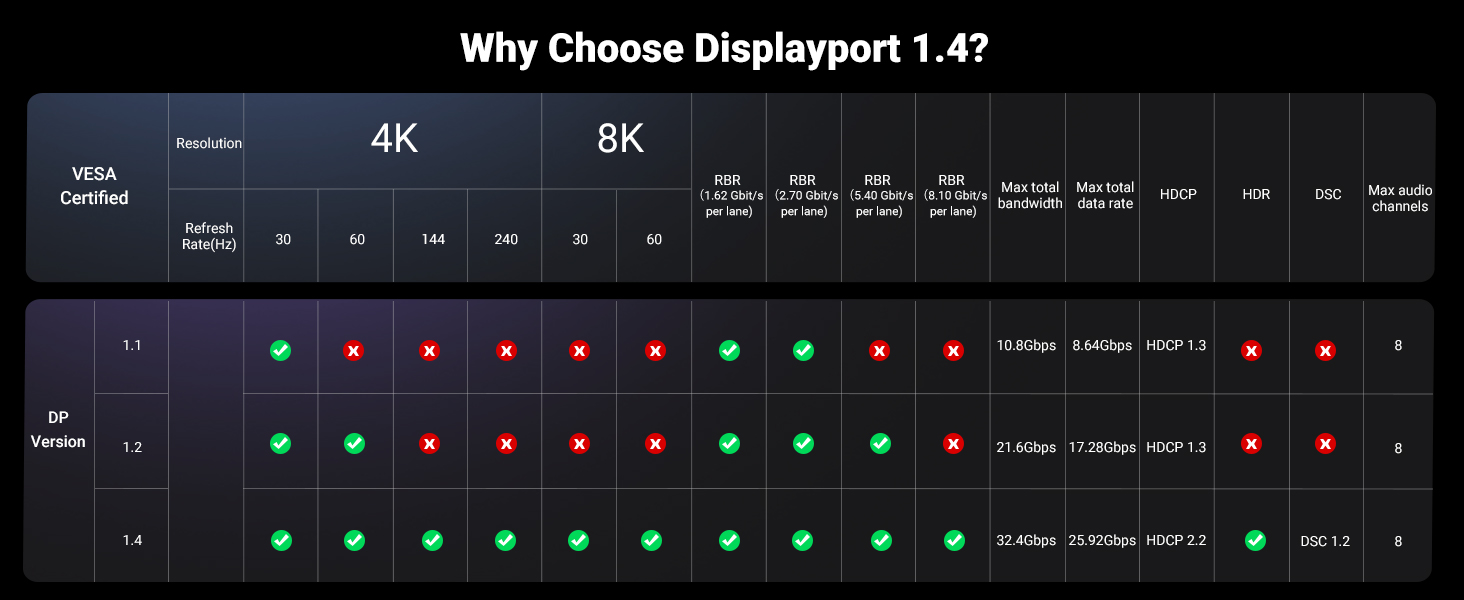 Why Choose Displayport 1.4?
VESA
Certified
Resolution
4K
8K
Refresh
Rate(Hz)
30
60
144
240
30
60
RBR
(1.62 Gbit/s
per lane)
RBR
(2.70 Gbit/s
per lane)
RBR
(5.40 Gbit/s
per lane)
RBR
(8.10 Gbit/s
per lane)
Max total
bandwidth
Max total
data rate
HDCP
HDR
DSC
Max audio
channels
DP
Version
1.1
10.8Gbps
8.64Gbps
HDCP 1.3
8
1.2
21.6Gbps
17.28Gbps
HDCP 1.3
8
1.4
32.4Gbps
25.92Gbps
HDCP 2.2
DSC 1.2
8